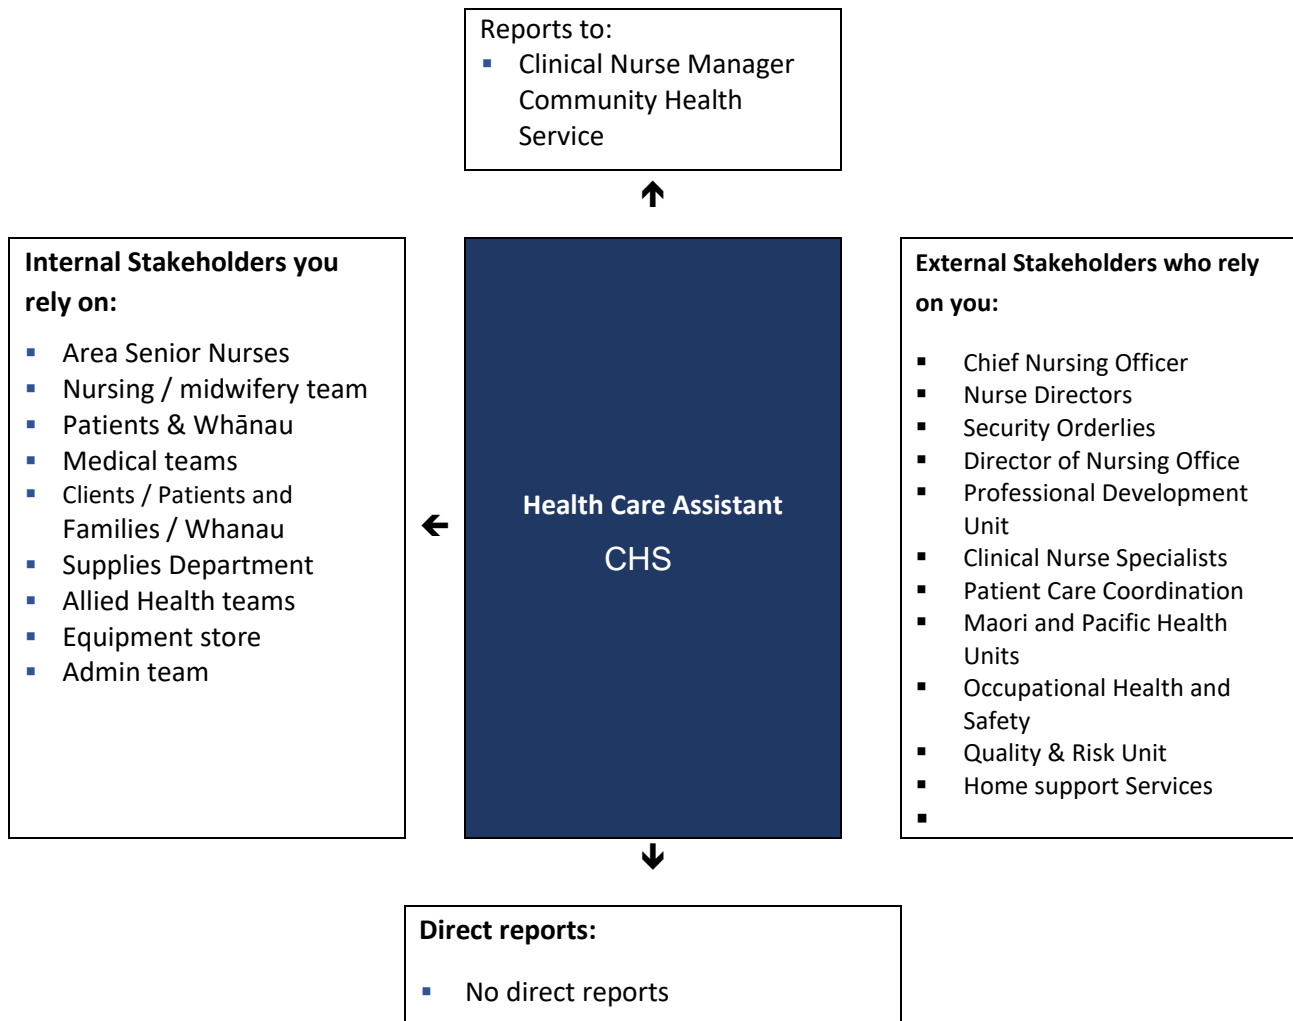 Reports to:
▪ Clinical Nurse Manager
Community Health
Service
Internal Stakeholders you
rely on:
▪ Area Senior Nurses
▪ Nursing / midwifery team
▪ Patients & Whānau
▪ Medical teams
▪ Clients / Patients and
Families / Whanau
▪ Supplies Department
▪ Allied Health teams
▪ Equipment store
▪ Admin team
Health Care Assistant
CHS
External Stakeholders who rely
on you:
▪ Chief Nursing Officer
▪ Nurse Directors
▪ Security Orderlies
▪ Director of Nursing Office
▪ Professional Development
Unit
▪ Clinical Nurse Specialists
▪ Patient Care Coordination
▪ Maori and Pacific Health
Units
▪ Occupational Health and
Safety
▪ Quality & Risk Unit
▪ Home support Services
▪
Direct reports:
▪ No direct reports